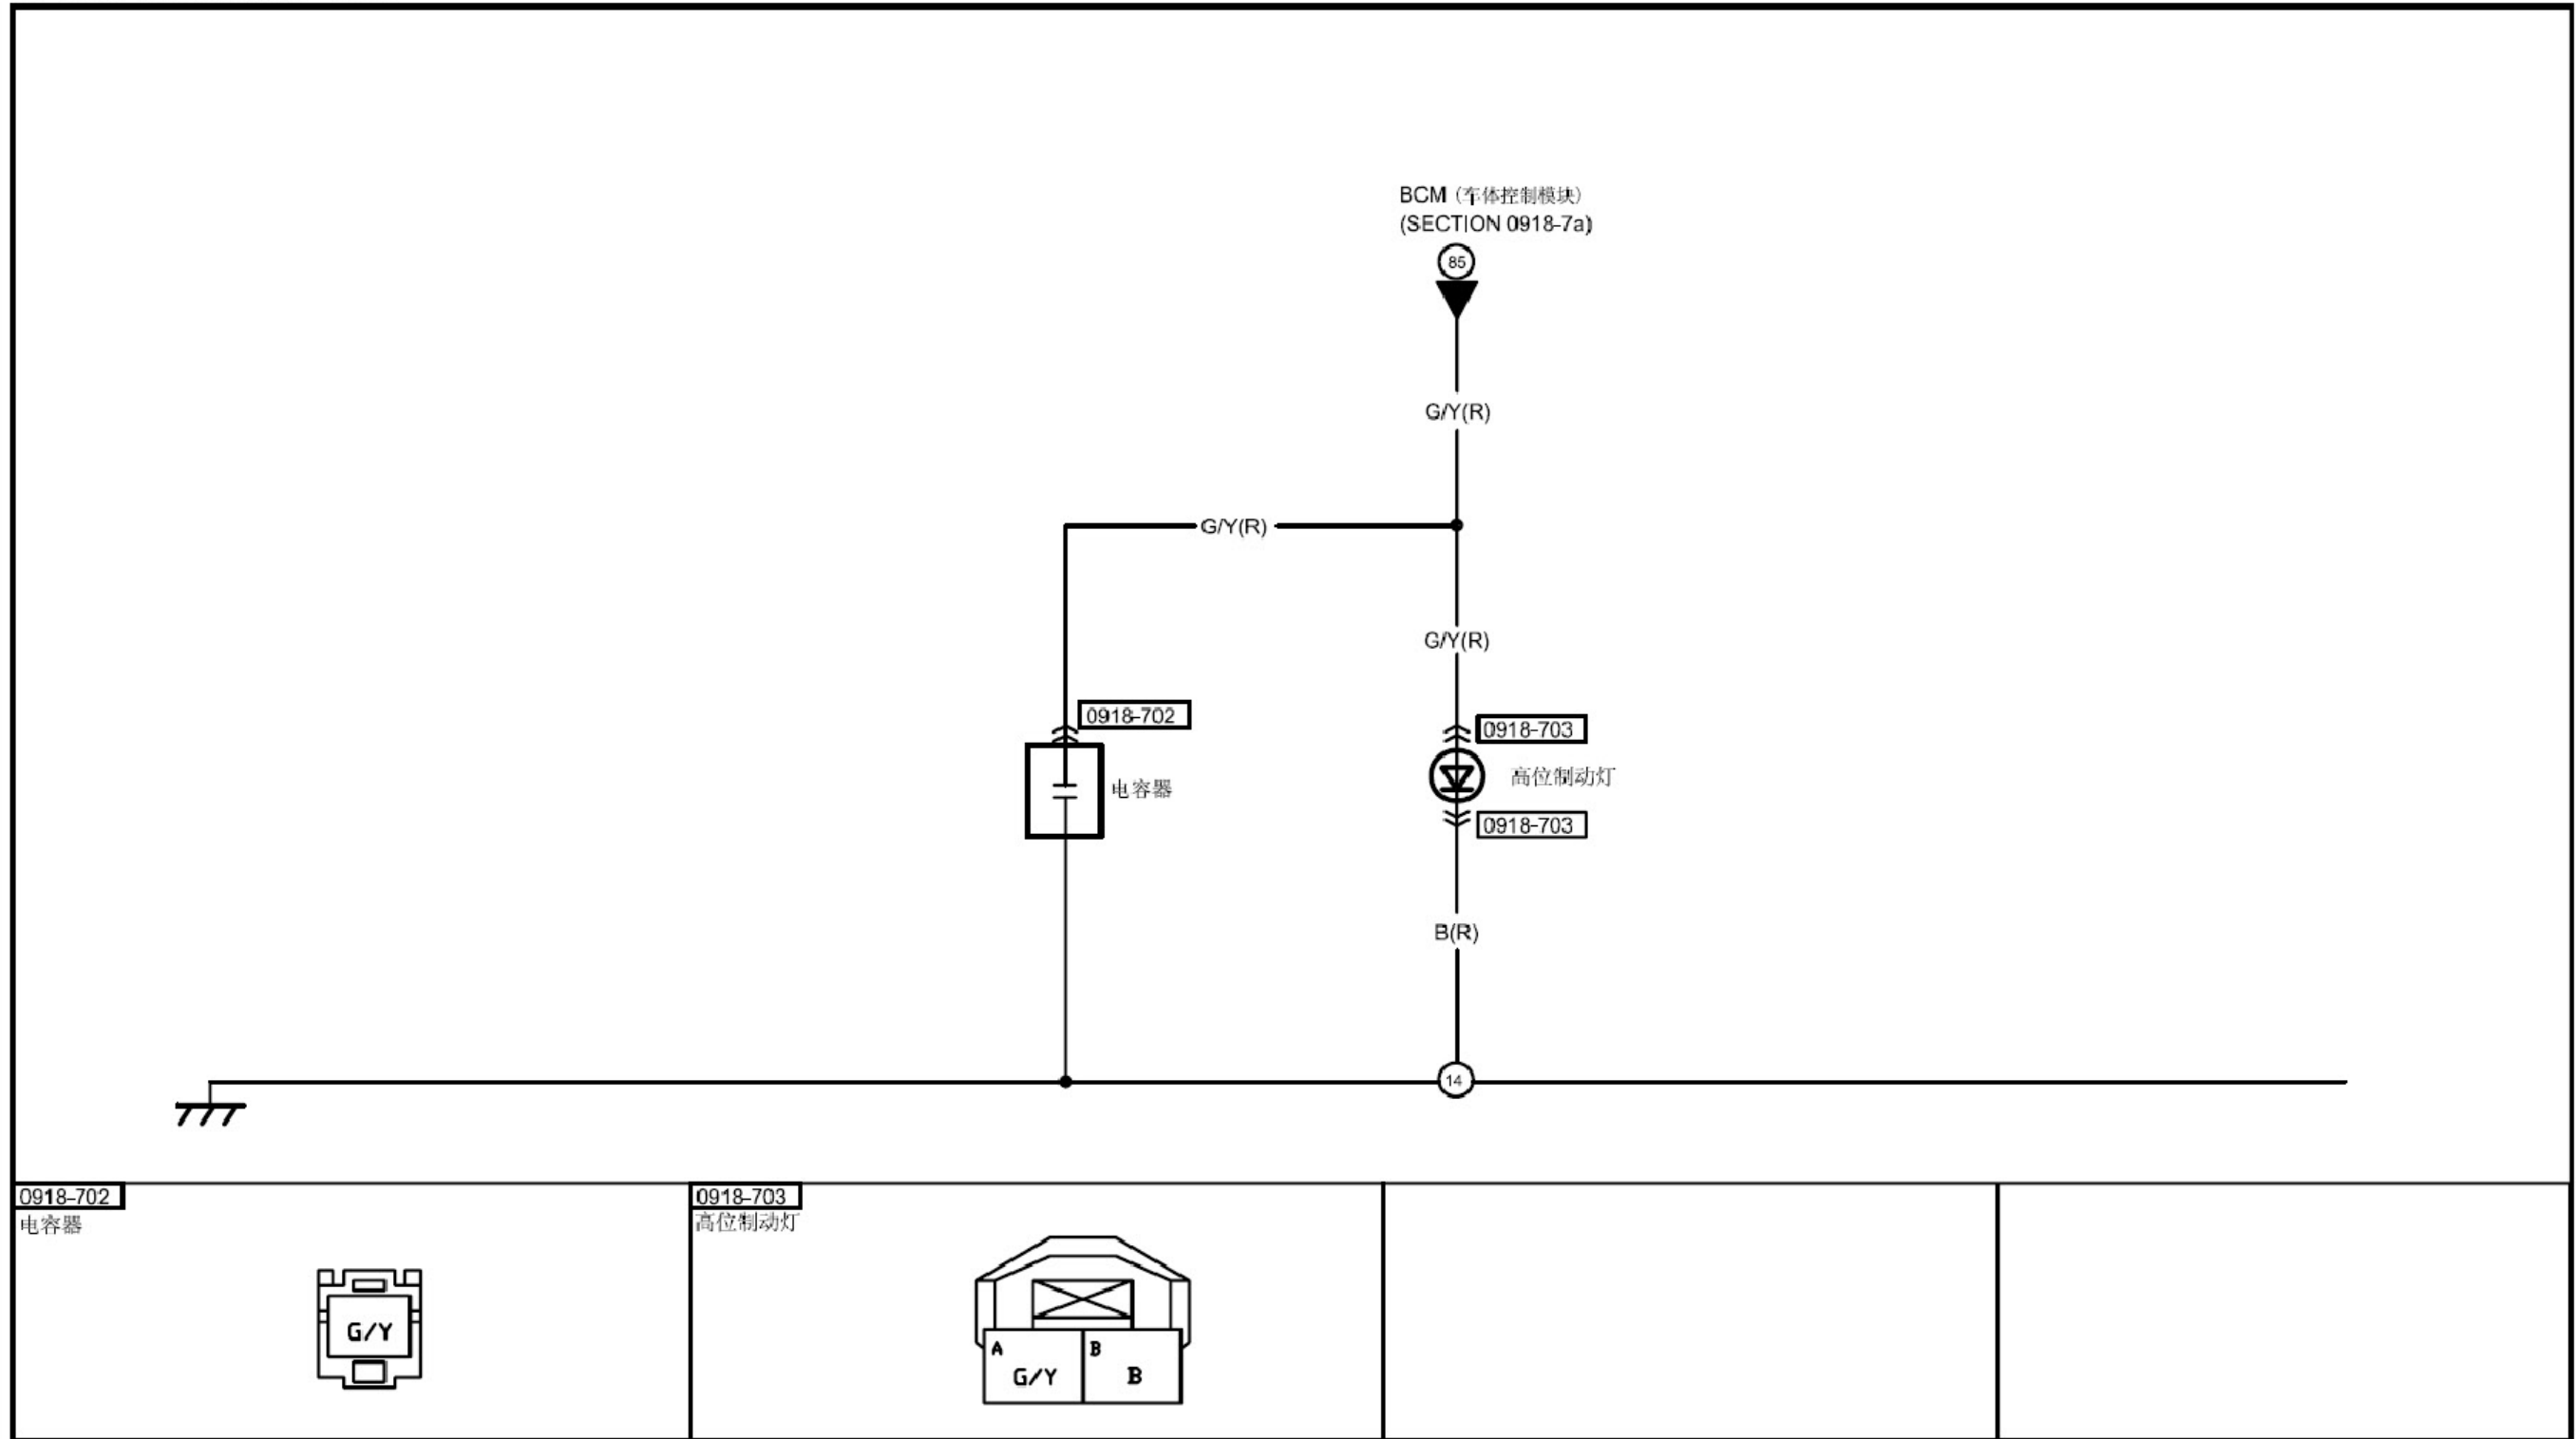 BCM (车体控制模块)
(SECTION 0918-7a)
85
G/Y(R)
G/Y(R)
G/Y(R)
0918-702
0918-703
电容器
高位制动灯
0918-703
B(R)
14
0918-702
电容器
G/Y
0918-703
高位制动灯
A
B
G/Y
B